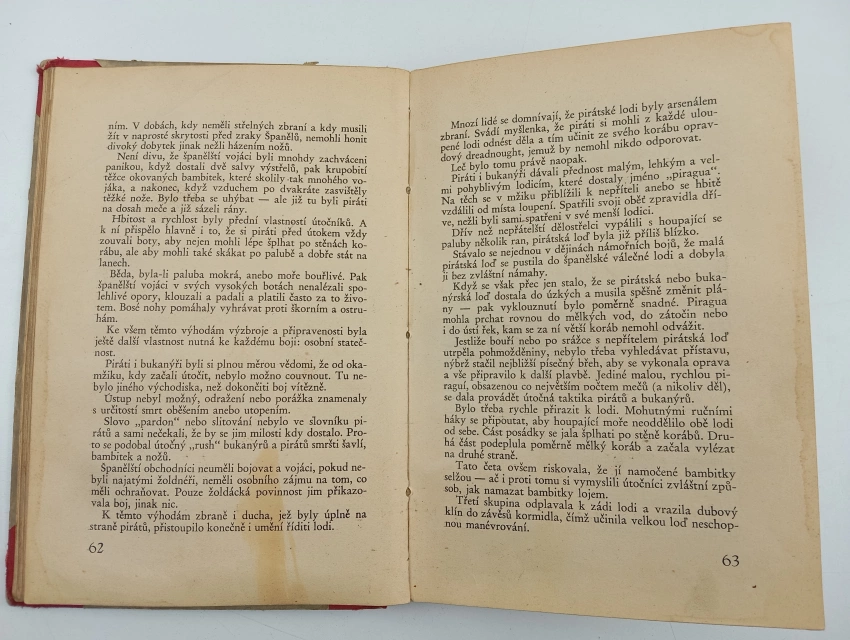 ním. V dobách, kdy neměli střelných zbraní a kdy musili
žít v naprosté skrytosti před zraky Španělů, nemohli honit
divoký dobytek jinak nežli házením nožů.
Není divu, že španělští vojáci byli mnohdy zachváceni
panikou, když dostali dvě salvy výstřelů, pak krupobití
těžce okovaných bambitek, které skolily tak mnohého vo-
jáka, a nakonec, když vzduchem po dvakráte zasvištěly
těžké nože. Bylo třeba se uhýbat — ale již tu byli piráti
na dosah meče a již sázeli rány.
Hbitost a rychlost byly přední vlastností útočníků. A
k ní přispělo hlavně i to, že si piráti před útokem vždy
zouvali boty, aby nejen mohli lépe šplhat po stěnách ko-
rábu, ale aby mohli také skákat po palubě a dobře stát na
lanech.
Běda, byla-li paluba mokrá, anebo moře bouřlivé. Pak
španělští vojáci v svých vysokých botách nenalézali spo-
lehlivé opory, klouzali a padali a platili často za to živo-
tem. Bosé nohy pomáhaly vyhrávat proti škorním a ostru-
hám.
Ke všem těmto výhodám výzbroje a připravenosti byla
ještě další vlastnost nutná ke každému boji: osobní stateč-
nost.
Piráti i bukanýři byli si plnou měrou vědomi, že od oka-
mžiku, kdy začali útočit, nebylo možno couvnout. Tu ne-
bylo jiného východiska, než dokončiti boj vítězně.
Ústup nebyl možný, odražení nebo porážka znamenaly
s určitostí smrt oběšením anebo utopením.
Slovo „pardon“ nebo slitování nebylo ve slovníku pi-
rátů a sami nečekali, že by se jim milosti kdy dostalo. Pro-
to se podobal útočný „rush“ bukanýrů a pirátů smršti šavlí,
bambitek a nožů.
Španělští obchodníci neuměli bojovat a vojáci, pokud ne-
byli najatými žoldnéři, neměli osobního zájmu na tom, co
měli ochraňovat. Pouze žoldácká povinnost jim přikazo-
vala boj, jinak nic.
K těmto výhodám zbraně i ducha, jež byly úplně na
straně pirátů, přistoupilo konečně i umění říditi lodi.
62
Mnozí lidé se domnívají, že pirátské lodi byly arsenálem
zbraní. Svádí myšlenka, že piráti si mohli z každé ulou-
pené lodi odnést děla a tím učinit ze svého korábu oprav-
dový dreadnought, jemuž by nemohl nikdo odporovat.
Leč bylo tomu právě naopak.
Piráti i bukanýři dávali přednost malým, lehkým a vel-
mi pohyblivým lodicím, které dostaly jméno „piragua“.
Na těch se v mžiku přiblížili k nepříteli anebo se hbitě
vzdálili od místa loupení. Spatřili svoji oběť zpravidla dří-
ve, nežli byli sami spatřeni v své menší lodici.
Dřív než nepřátelští dělostřelci vypálili s houpající se
paluby několik ran, pirátská loď byla již příliš blízko.
Stávalo se nejednou v dějinách námořních bojů, že malá
pirátská loď se pustila do španělské válečné lodi a dobyla
ji bez zvláštní námahy.
Když se však přec jen stalo, že se pirátská nebo buka-
nýrská loď dostala do úzkých a musila spěšně změnit plá-
ny — pak vyklouznutí bylo poměrně snadné. Piragua
mohla prchat rovnou do mělkých vod, do zátočin nebo
i do ústí řek, kam se za ní větší koráb nemohl odvážit.
Jestliže bouří nebo po srážce s nepřítelem pirátská loď
utrpěla pohmožděniny, nebylo třeba vyhledávat přístavu,
nýbrž stačil nejbližší písečný břeh, aby se vykonala oprava
a vše připravilo k další plavbě. Jedině malou, rychlou pi-
raguí, obsazenou co největším počtem mečů (a nikoliv děl),
se dala provádět útočná taktika pirátů a bukanýrů.
Bylo třeba rychle přirazit k lodi. Mohutnými ručními
háky se připoutat, aby houpající moře neoddělilo obě lodi
od sebe. Část posádky se jala šplhati po stěně korábů. Dru-
há část podeplula poměrně mělký koráb a začala vylézat
na druhé straně.
Tato četa ovšem riskovala, že jí namočené bambitky
selžou — ač i proti tomu si vymyslili útočníci zvláštní způ-
sob, jak namazat bambitky lojem.
Třetí skupina odplavala k zádi lodi a vrazila dubový
klín do závěsů kormidla, čímž učinila velkou loď neschop-
nou manévrování.
63